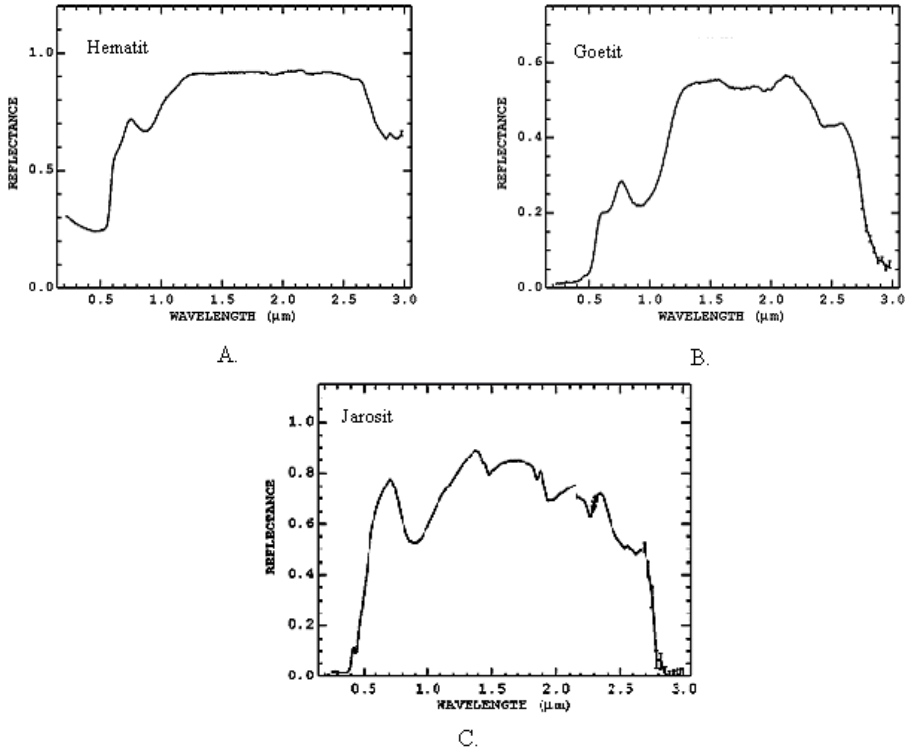 Hematit
REFLECTANCE
1.0
0.5
0.0
0.5 1.0 1.5 2.0 2.5 3.0
WAVELENGTH (µm)
A.
Goetit
REFLECTANCE
0.6
0.4
0.2
0.0
0.5 1.0 1.5 2.0 2.5 3.0
WAVELENGTH (µm)
B.
Jarosit
REFLECTANCE
1.0
0.8
0.6
0.4
0.2
0.0
0.5 1.0 1.5 2.0 2.5 3.0
WAVELENGTH (µm)
C.